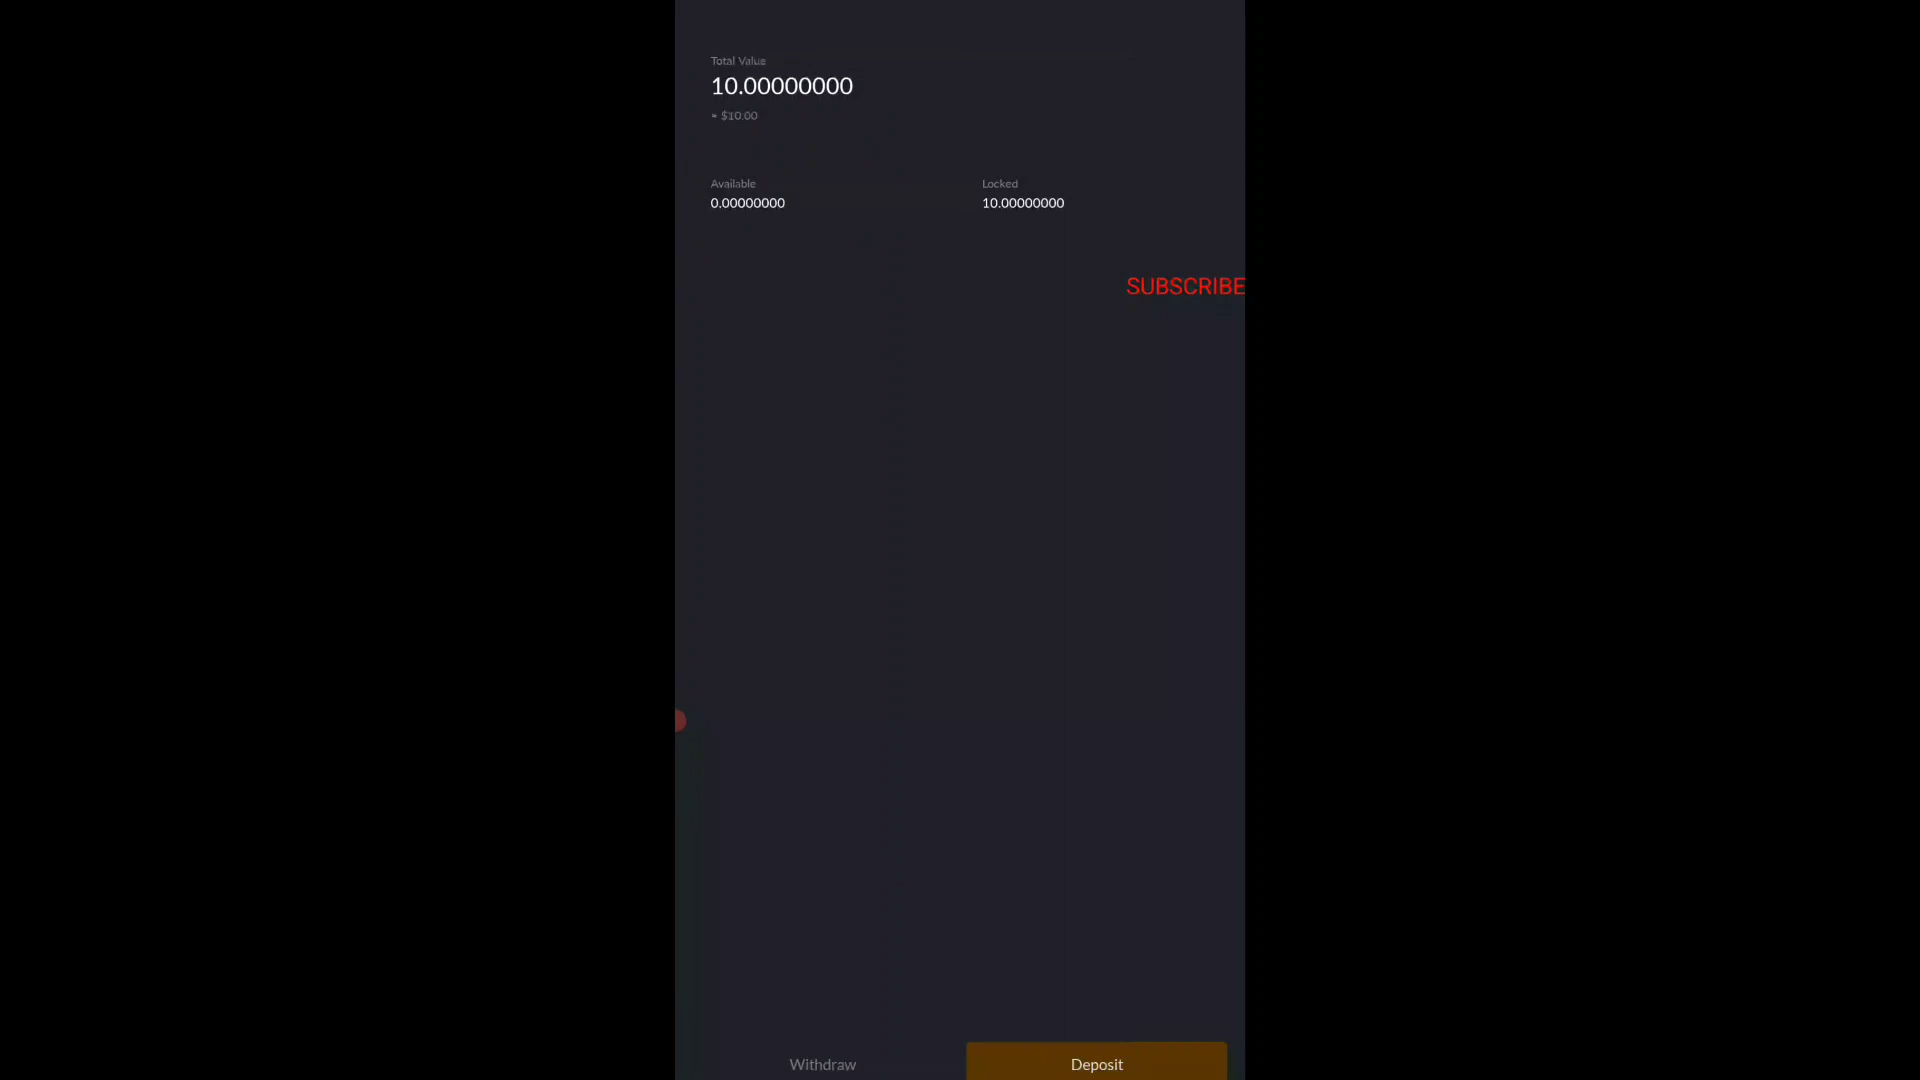 Total Value
10.00000000
≈ $10.00
Available
Locked
0.00000000
10.00000000
SUBSCRIBE
Withdraw
Deposit